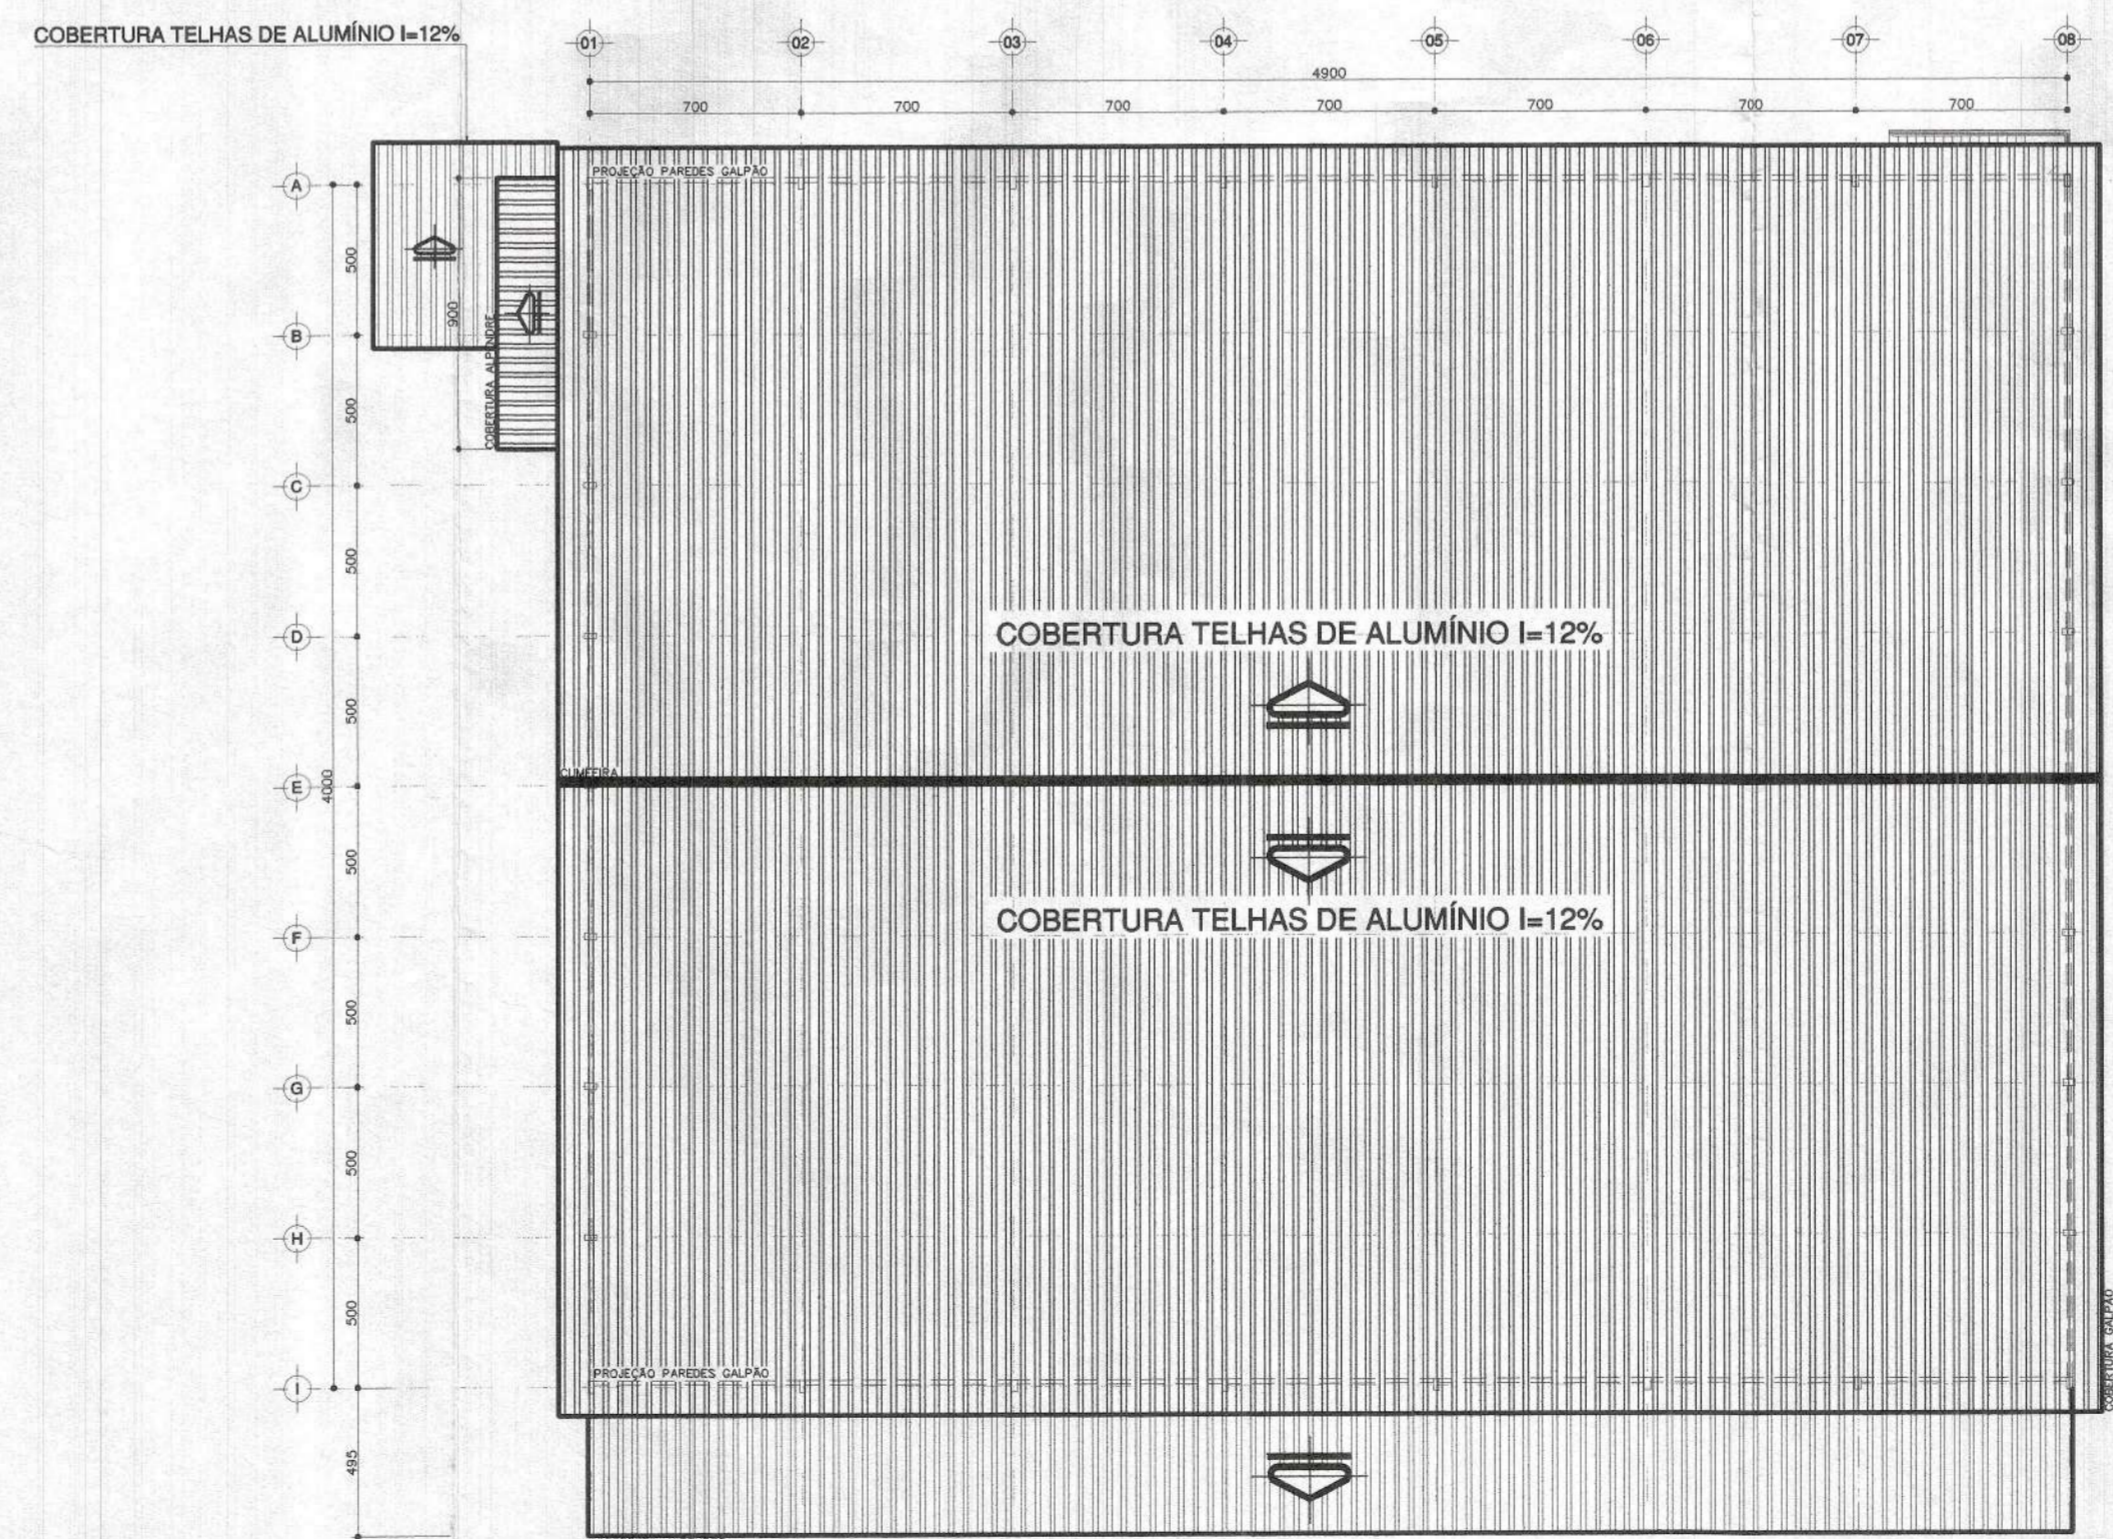 COBERTURA TELHAS DE ALUMÍNIO I=12%
01 02 03 04 05 06 07 08
4900
700 700 700 700 700 700 700
PROJEÇÃO PAREDES GALPÃO
A
500
900
B
COBERTURA ALPENDRE
500
C
500
D
COBERTURA TELHAS DE ALUMÍNIO I=12%
500
CUMEEIRA
E
4000
500
COBERTURA TELHAS DE ALUMÍNIO I=12%
F
500
G
500
H
500
COBERTURA GALPÃO
PROJEÇÃO PAREDES GALPÃO
I
495